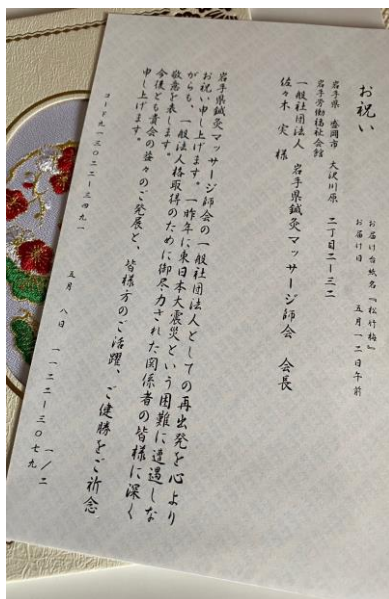 お祝い
お届け台紙名『松竹梅』
お届け日　五月一二日午前
岩手県　盛岡市　大沢川原　二丁目二ー三二
岩手労働福祉会館
一般社団法人　岩手県鍼灸マッサージ師会　会長
佐々木　実　様
岩手県鍼灸マッサージ師会の一般社団法人としての再出発を心より
お祝い申し上げます。一昨年に東日本大震災という困難に遭遇しな
がらも、一般法人格取得のために御尽力された関係者の皆様に深く
敬意を表します。
今後とも貴会の益々のご発展と、皆様方のご活躍、ご健勝をご祈念
申し上げます。
コード九一三〇二二ー三四九一
五月　八日　一一二二ー三〇七九
一／二